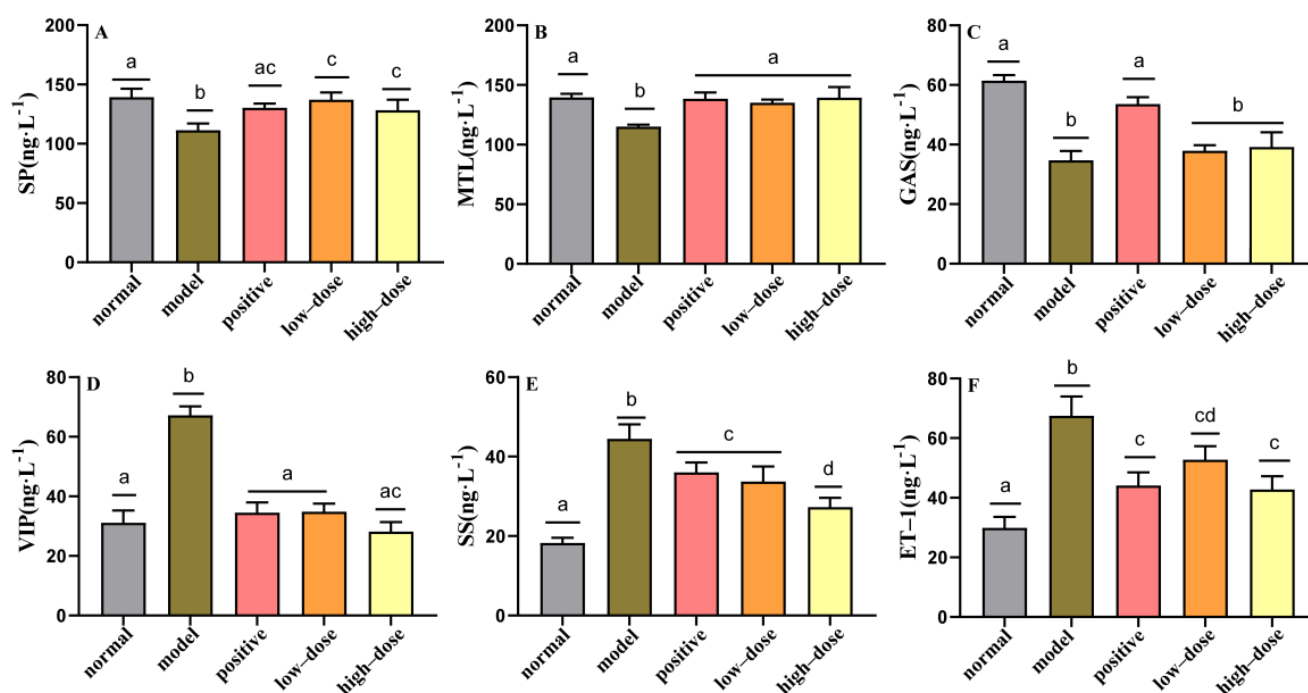 A
SP(ng·L⁻¹)
200
150
100
50
0
a
b
ac
c
c
normal
model
positive
low–dose
high–dose
B
MTL(ng·L⁻¹)
200
150
100
50
0
a
b
a
normal
model
positive
low–dose
high–dose
C
GAS(ng·L⁻¹)
80
60
40
20
0
a
b
a
b
normal
model
positive
low–dose
high–dose
D
VIP(ng·L⁻¹)
80
60
40
20
0
a
b
a
ac
normal
model
positive
low–dose
high–dose
E
SS(ng·L⁻¹)
60
40
20
0
a
b
c
d
normal
model
positive
low–dose
high–dose
F
ET–1(ng·L⁻¹)
80
60
40
20
0
a
b
c
cd
c
normal
model
positive
low–dose
high–dose